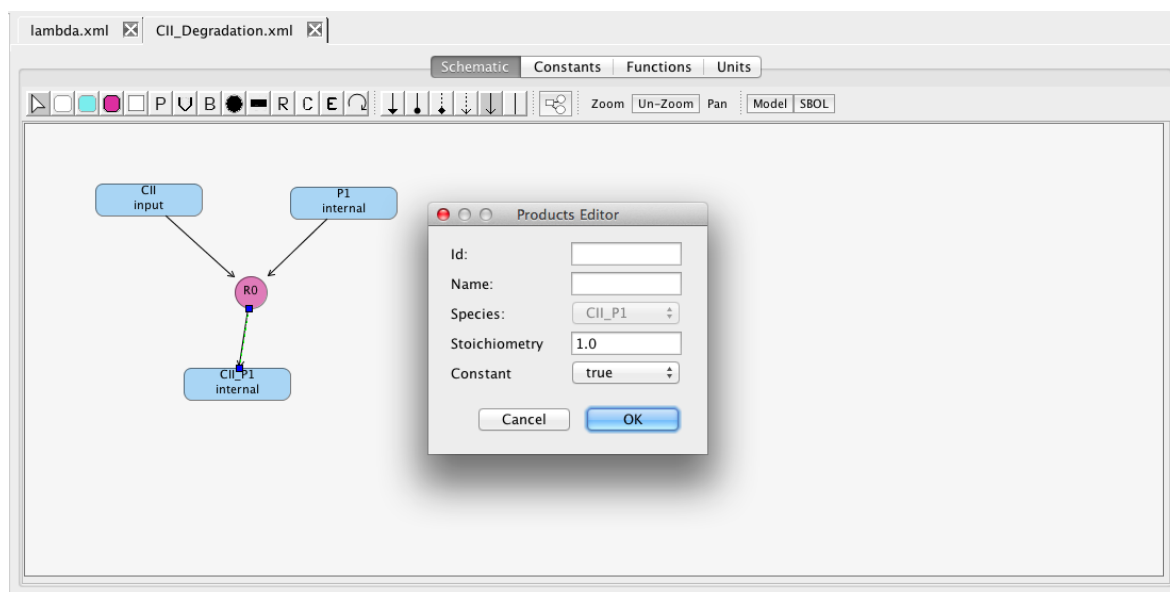 lambda.xml CII_Degradation.xml
Schematic Constants Functions Units
P B R C E Zoom Un-Zoom Pan Model SBOL
CII
input
P1
internal
R0
CII_P1
internal
Products Editor
Id:
Name:
Species: CII_P1
Stoichiometry 1.0
Constant true
Cancel OK